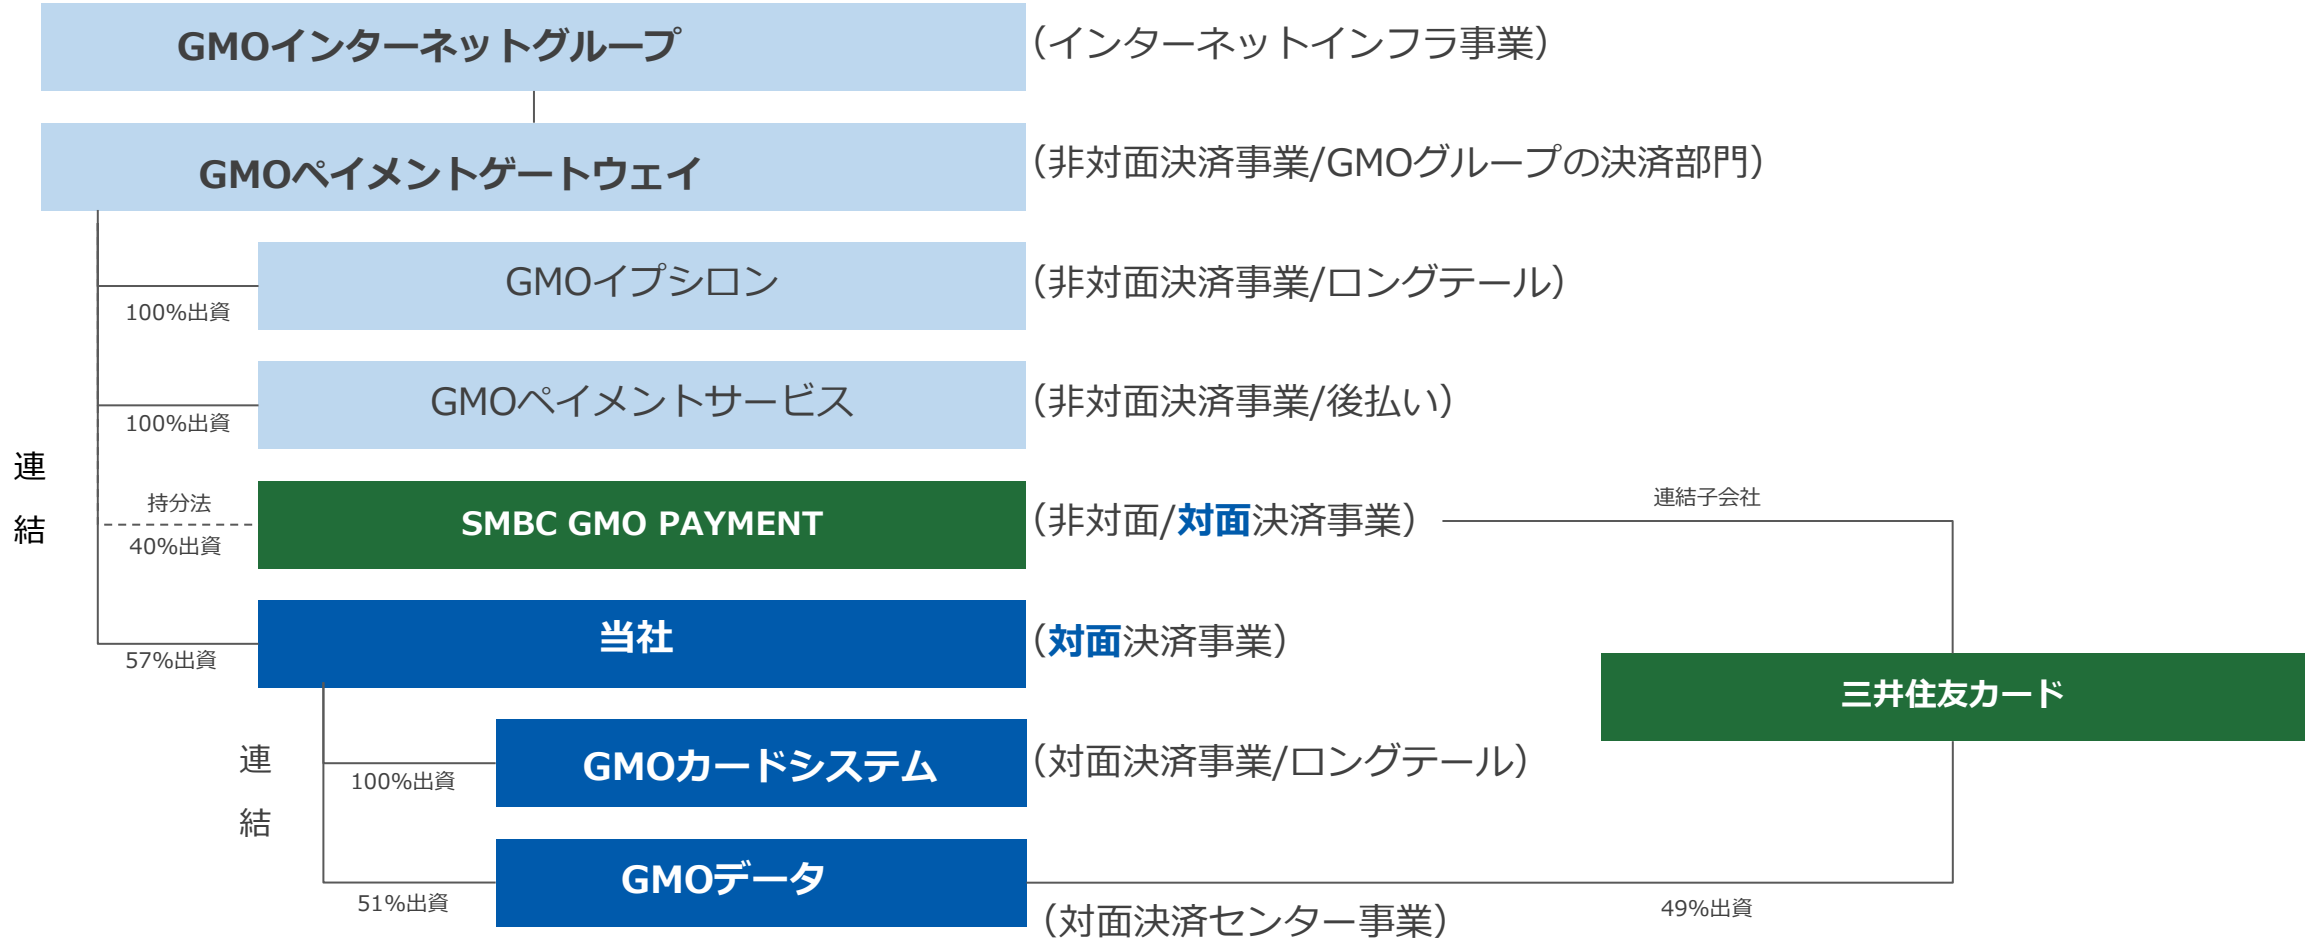 GMOインターネットグループ
（インターネットインフラ事業）
GMOペイメントゲートウェイ
（非対面決済事業/GMOグループの決済部門）
GMOイプシロン
（非対面決済事業/ロングテール）
100%出資
GMOペイメントサービス
（非対面決済事業/後払い）
100%出資
連
結
持分法
40%出資
SMBC GMO PAYMENT
（非対面/対面決済事業）
連結子会社
当社
（対面決済事業）
57%出資
三井住友カード
連
結
GMOカードシステム
（対面決済事業/ロングテール）
100%出資
GMOデータ
51%出資
49%出資
（対面決済センター事業）